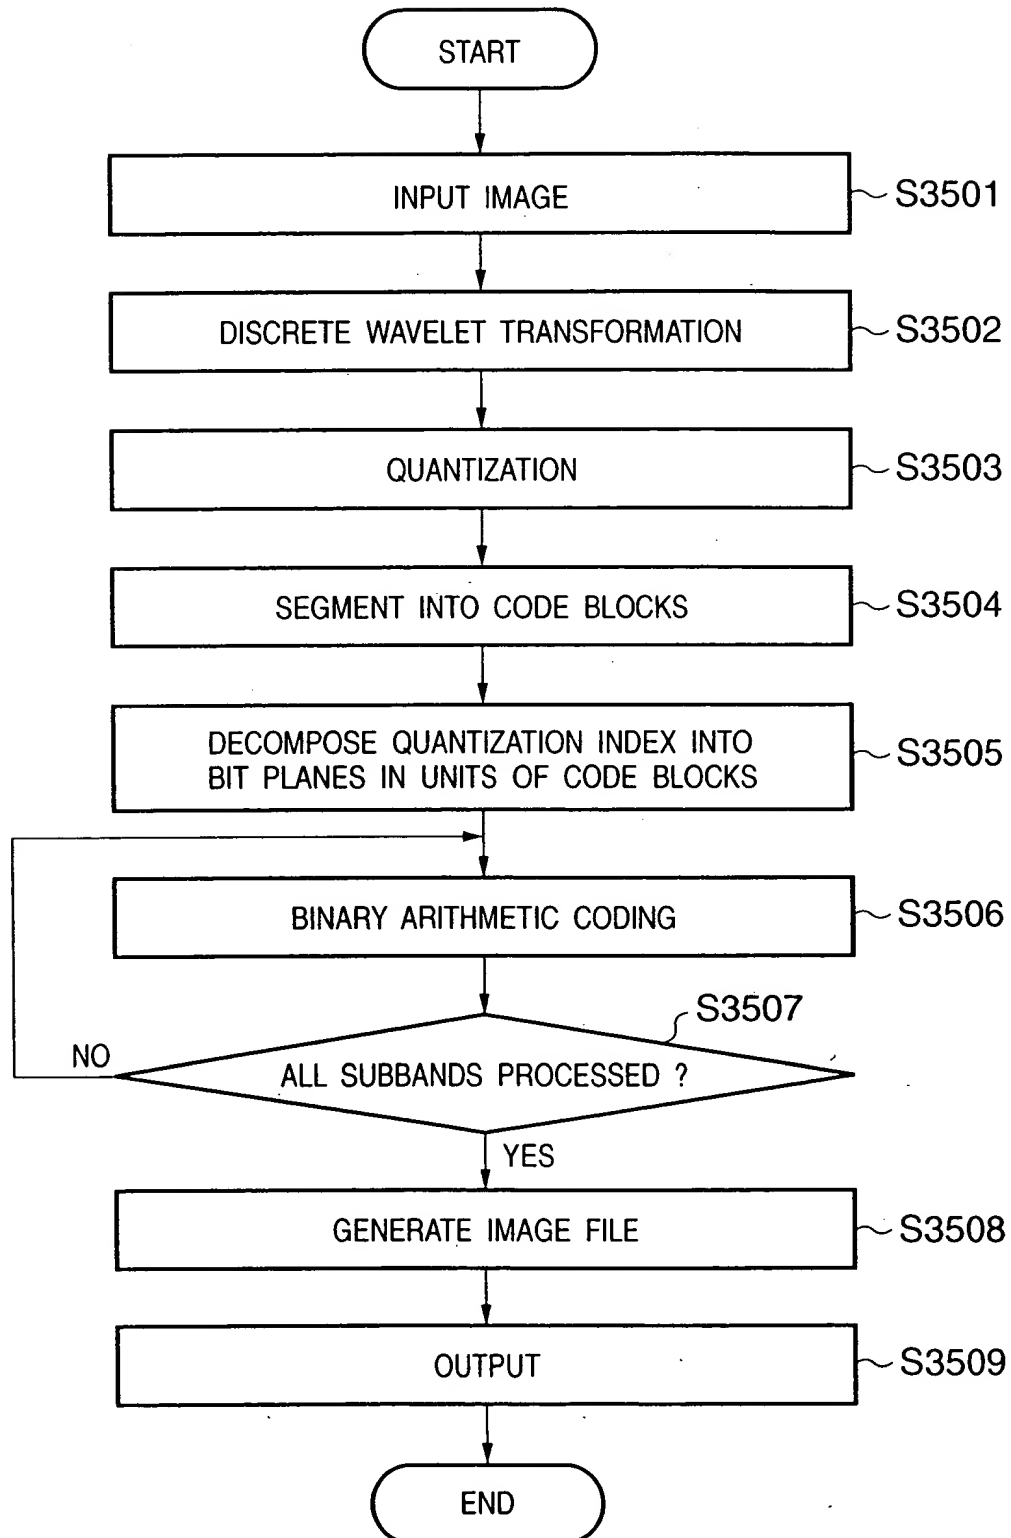 START
INPUT IMAGE
S3501
DISCRETE WAVELET TRANSFORMATION
S3502
QUANTIZATION
S3503
SEGMENT INTO CODE BLOCKS
S3504
DECOMPOSE QUANTIZATION INDEX INTO
BIT PLANES IN UNITS OF CODE BLOCKS
S3505
BINARY ARITHMETIC CODING
S3506
S3507
NO
ALL SUBBANDS PROCESSED ?
YES
GENERATE IMAGE FILE
S3508
OUTPUT
S3509
END